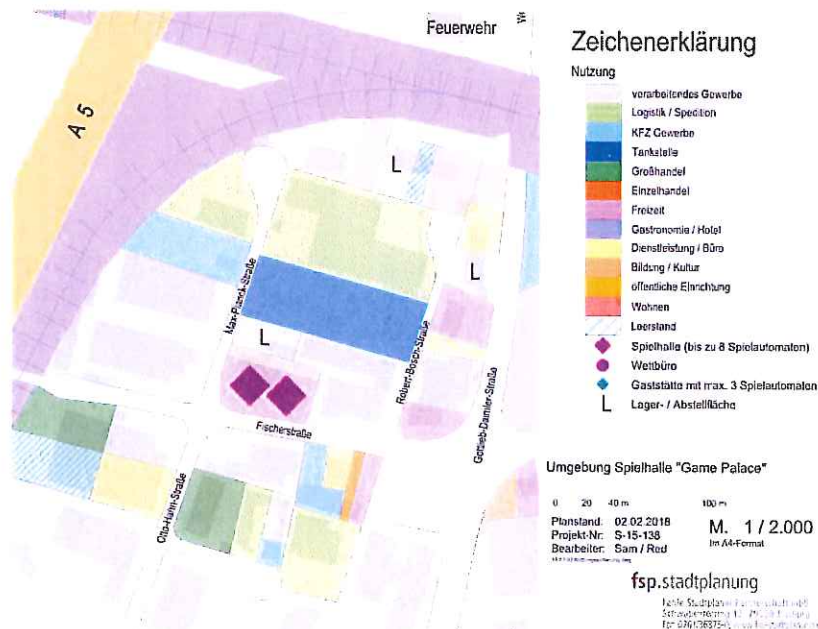 Feuerwehr
A 5
L
L
Max-Planck-Straße
L
Robert-Bosch-Straße
Gottlieb-Daimler-Straße
Fischerstraße
Otto-Hahn-Straße
Zeichenerklärung
Nutzung
verarbeitendes Gewerbe
Logistik / Spedition
KFZ Gewerbe
Tankstelle
Großhandel
Einzelhandel
Freizeit
Gastronomie / Hotel
Dienstleistung / Büro
Bildung / Kultur
öffentliche Einrichtung
Wohnen
Leerstand
Spielhalle (bis zu 8 Spielautomaten)
Wettbüro
Gaststätte mit max. 3 Spielautomaten
L Lager- / Abstellfläche
Umgebung Spielhalle "Game Palace"
0 20 40 m 100 m
Planstand: 02.02.2018
Projekt-Nr: S-15-138
Bearbeiter: Sam / Red
M. 1 / 2.000
Im A4-Format
fsp.stadtplanung